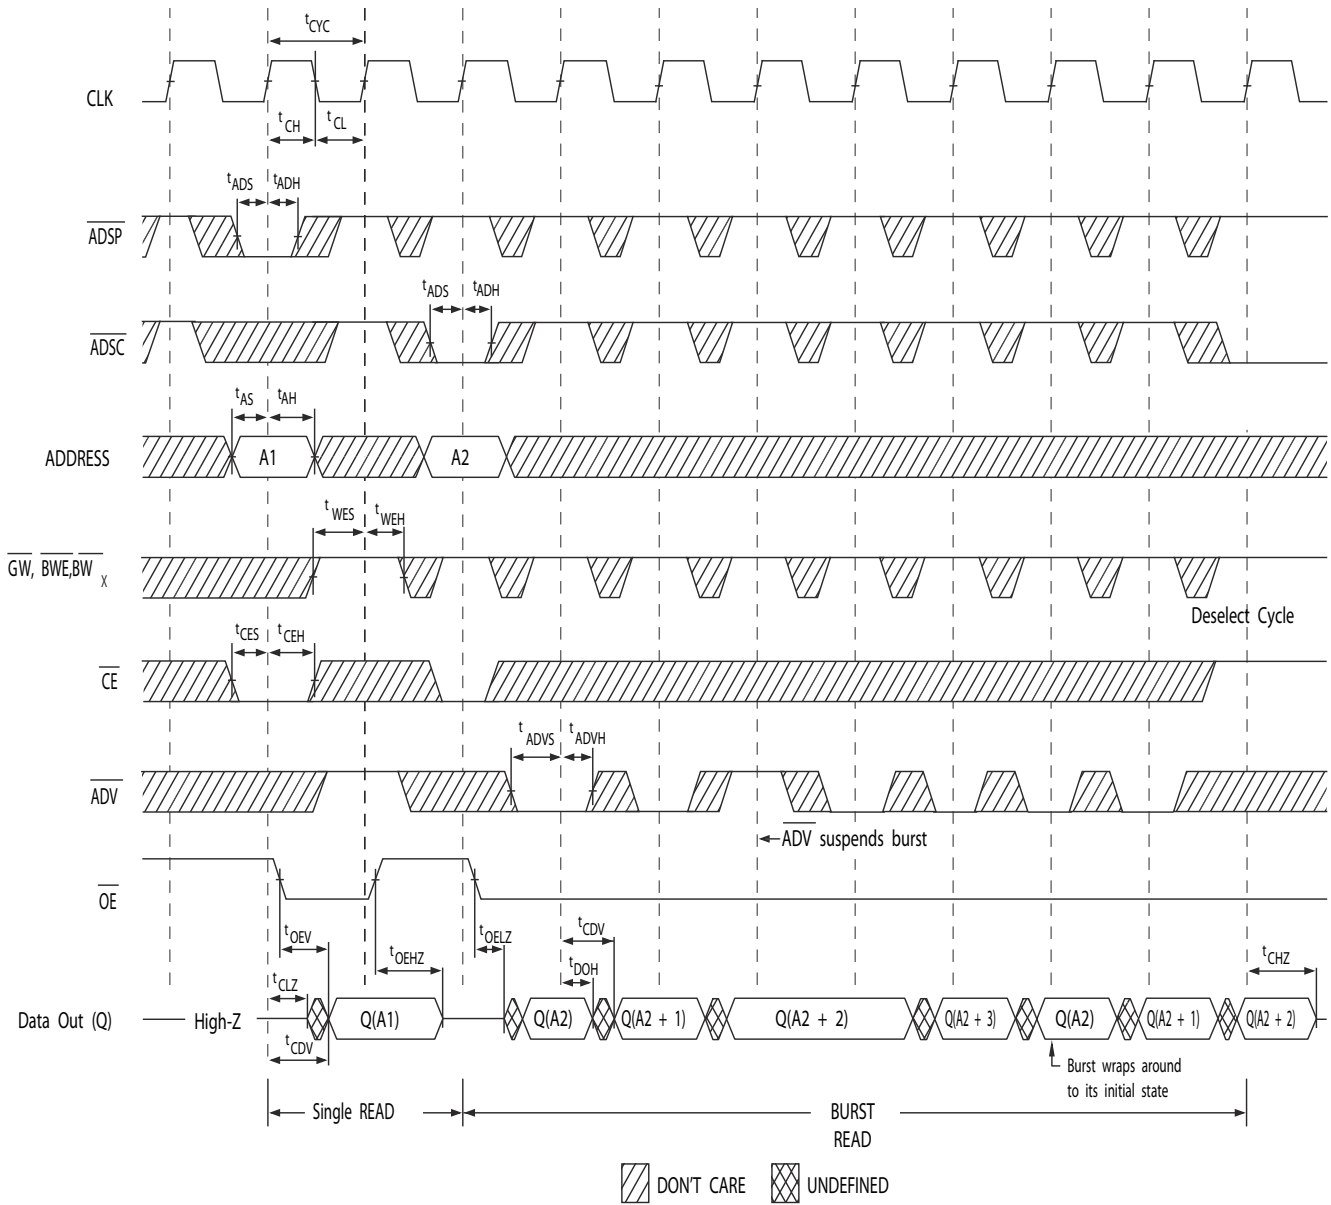 tCYC
CLK
tCH
tCL
tADS
tADH
ADSP
tADS
tADH
ADSC
tAS
tAH
ADDRESS
A1
A2
tWES
tWEH
GW, BWE,BWX
Deselect Cycle
tCES
tCEH
CE
tADVS
tADVH
ADV
ADV suspends burst
OE
tOEV
tOEHZ
tOELZ
tCDV
tDOH
tCHZ
tCLZ
Data Out (Q)
High-Z
Q(A1)
Q(A2)
Q(A2 + 1)
Q(A2 + 2)
Q(A2 + 3)
Q(A2)
Q(A2 + 1)
Q(A2 + 2)
tCDV
Burst wraps around
to its initial state
Single READ
BURST
READ
DON'T CARE
UNDEFINED